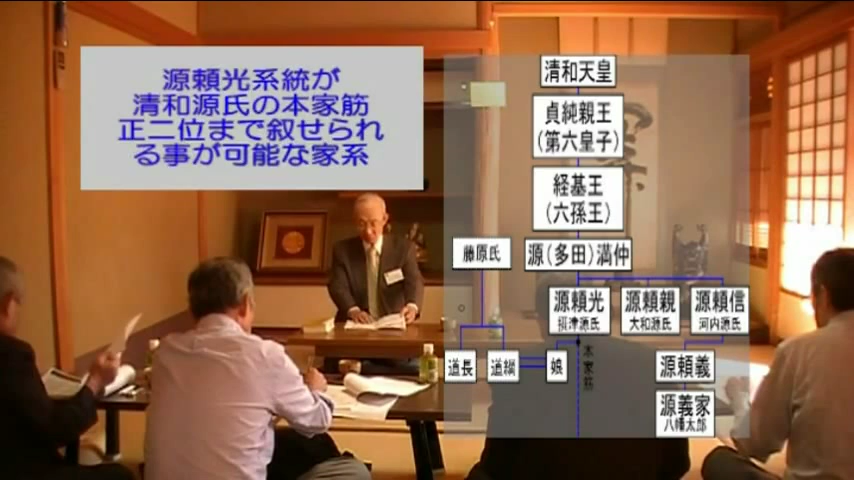 源頼光系統が
清和源氏の本家筋
正二位まで叙せられ
る事が可能な家系
清和天皇
貞純親王
(第六皇子)
経基王
(六孫王)
藤原氏
源(多田)満仲
源頼光
摂津源氏
源頼親
大和源氏
源頼信
河内源氏
道長
道綱
娘
本家筋
源頼義
源義家
八幡太郎